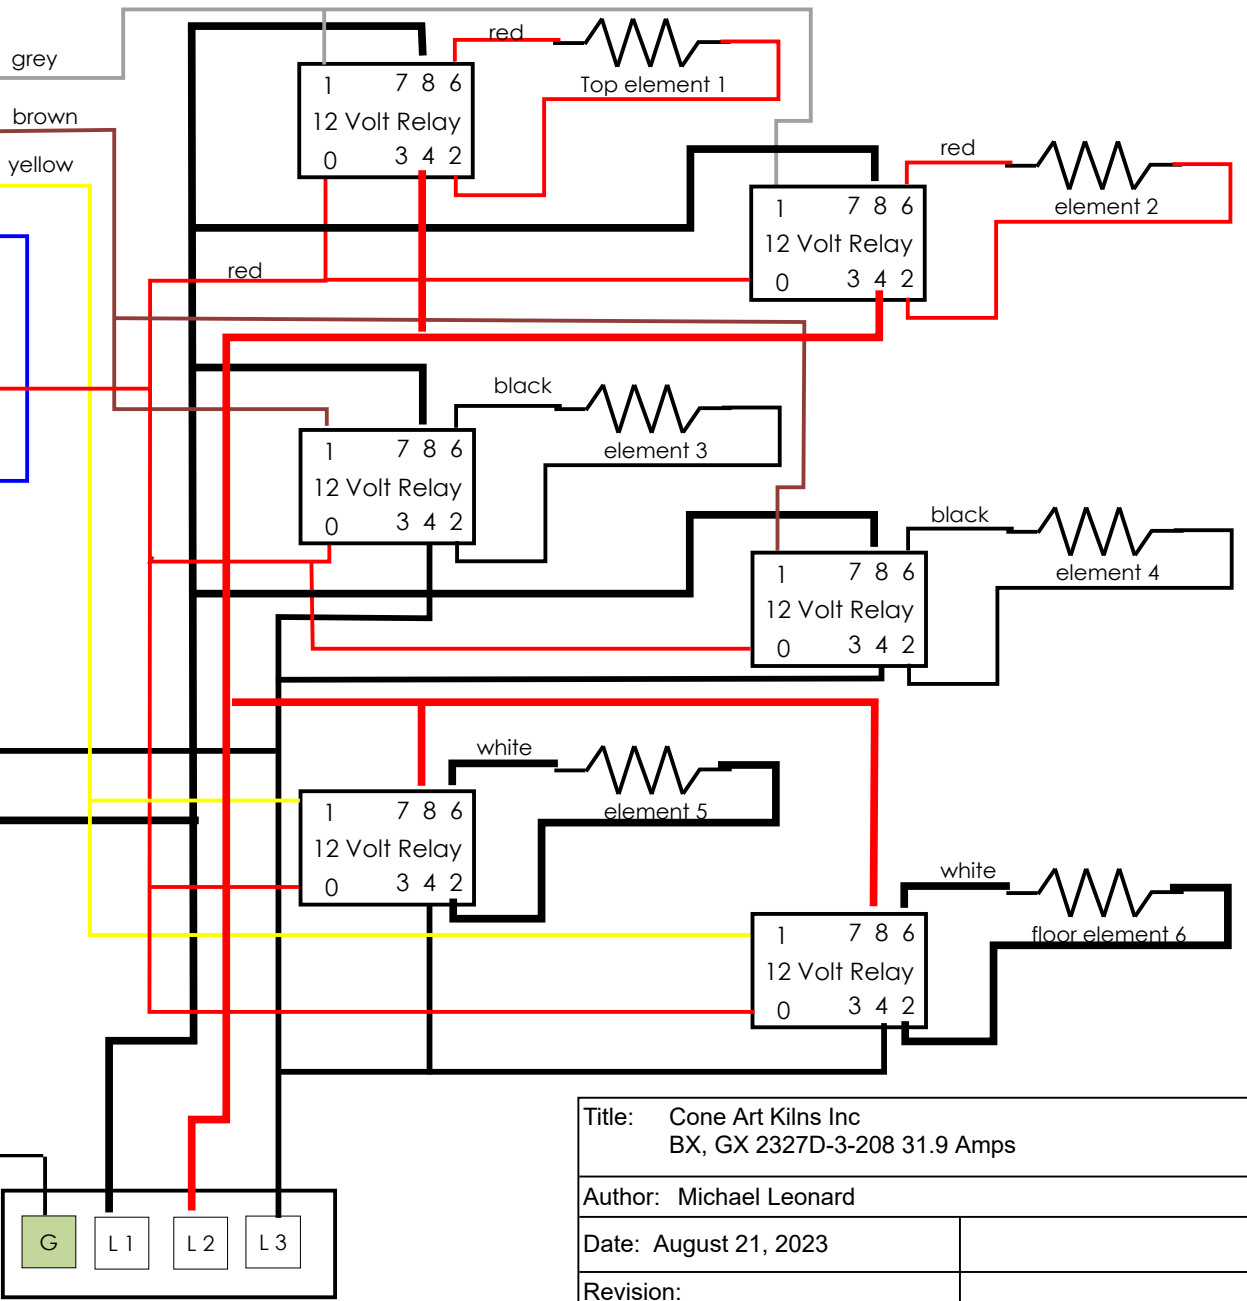 grey
brown
yellow
red
red
Top element 1
1 7 8 6
12 Volt Relay
0 3 4 2
red
element 2
1 7 8 6
12 Volt Relay
0 3 4 2
black
element 3
1 7 8 6
12 Volt Relay
0 3 4 2
black
element 4
1 7 8 6
12 Volt Relay
0 3 4 2
white
element 5
1 7 8 6
12 Volt Relay
0 3 4 2
white
floor element 6
1 7 8 6
12 Volt Relay
0 3 4 2
G L 1 L 2 L 3
Title: Cone Art Kilns Inc
BX, GX 2327D-3-208 31.9 Amps
Author: Michael Leonard
Date: August 21, 2023
Revision: